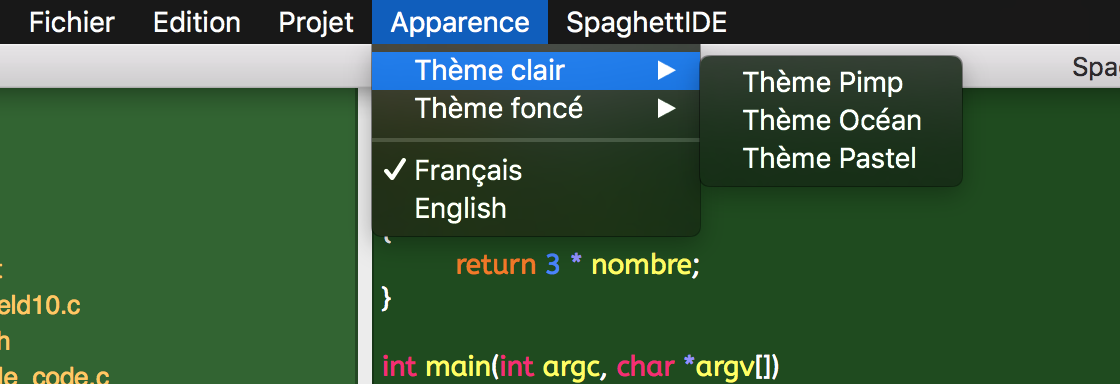 Fichier Edition Projet Apparence SpaghettIDE
Spa
Thème clair
Thème foncé
Français
English
Thème Pimp
Thème Océan
Thème Pastel
{
return 3 * nombre;
}
int main(int argc, char *argv[])
eld10.c
h
le_code.c